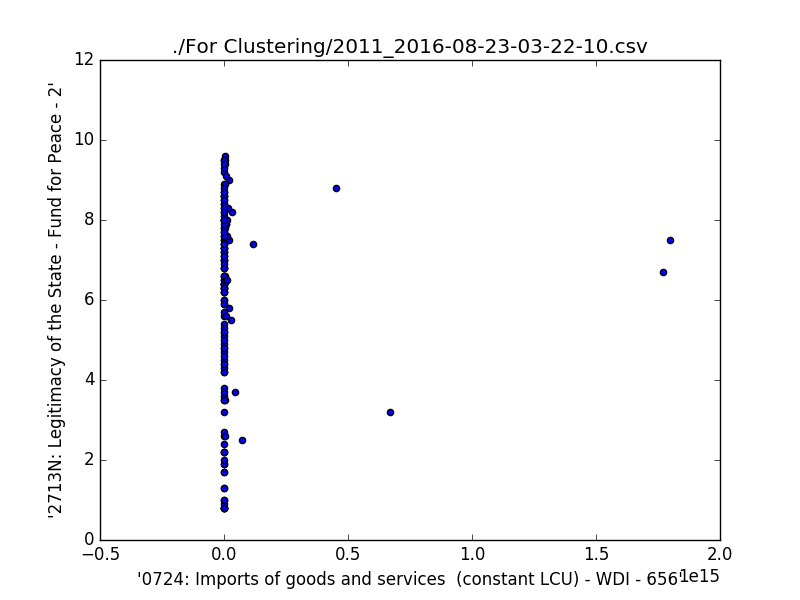 ./For Clustering/2011_2016-08-23-03-22-10.csv
12
10
8
6
4
2
0
'2713N: Legitimacy of the State - Fund for Peace - 2'
−0.5 0.0 0.5 1.0 1.5 2.0
1e15
'0724: Imports of goods and services  (constant LCU) - WDI - 656'